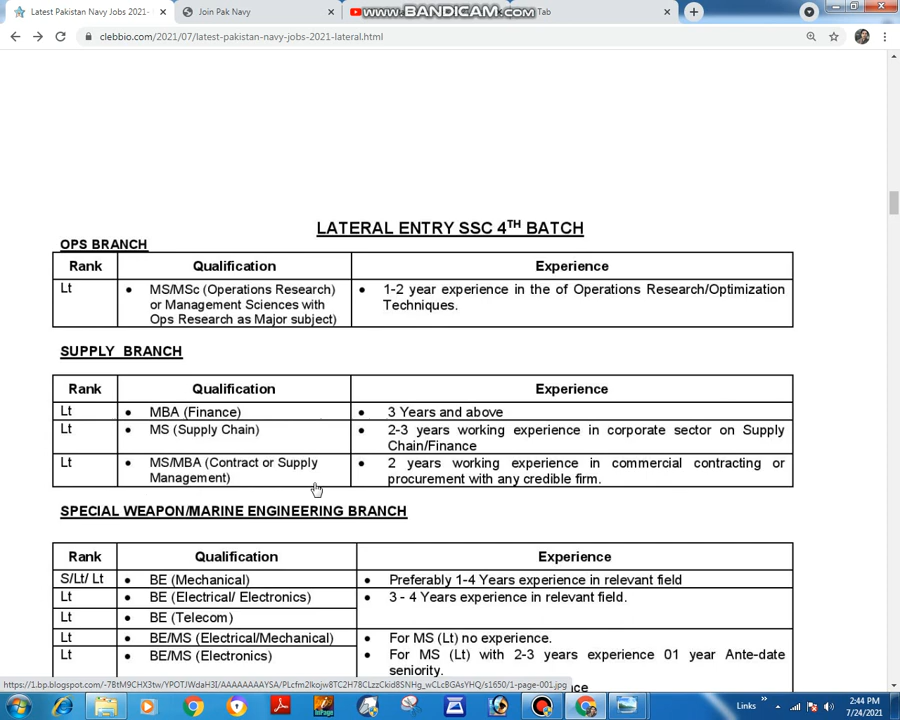 Latest Pakistan Navy Jobs 2021-
Join Pak Navy
WWW.BANDICAM.COM
Tab
clebbio.com/2021/07/latest-pakistan-navy-jobs-2021-lateral.html
LATERAL ENTRY SSC 4TH BATCH
OPS BRANCH
Rank Qualification Experience
Lt • MS/MSc (Operations Research) or Management Sciences with Ops Research as Major subject) • 1-2 year experience in the of Operations Research/Optimization Techniques.
SUPPLY BRANCH
Rank Qualification Experience
Lt • MBA (Finance) • 3 Years and above
Lt • MS (Supply Chain) • 2-3 years working experience in corporate sector on Supply Chain/Finance
Lt • MS/MBA (Contract or Supply Management) • 2 years working experience in commercial contracting or procurement with any credible firm.
SPECIAL WEAPON/MARINE ENGINEERING BRANCH
Rank Qualification Experience
S/Lt/ Lt • BE (Mechanical) • Preferably 1-4 Years experience in relevant field
Lt • BE (Electrical/ Electronics) • 3 - 4 Years experience in relevant field.
Lt • BE (Telecom)
Lt • BE/MS (Electrical/Mechanical) • For MS (Lt) no experience.
Lt • BE/MS (Electronics) • For MS (Lt) with 2-3 years experience 01 year Ante-date seniority.
Links
2:44 PM
7/24/2021